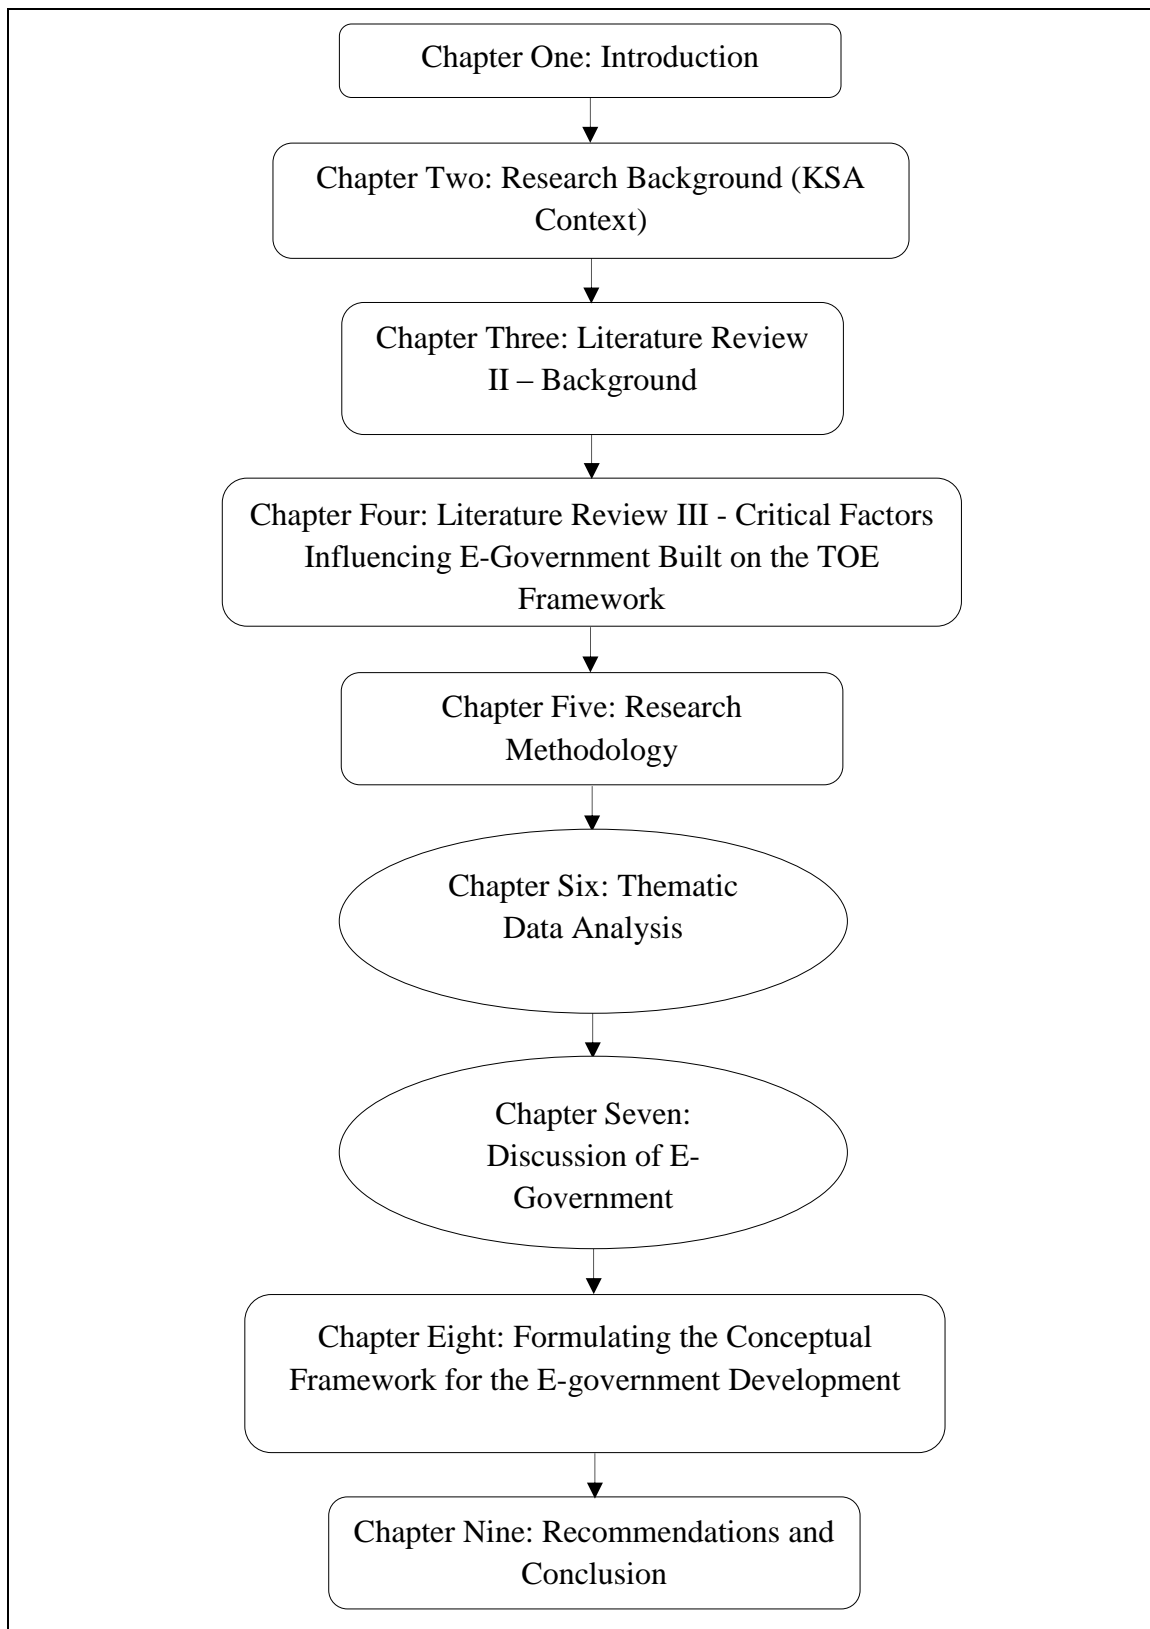 Chapter One: Introduction
Chapter Two: Research Background (KSA
Context)
Chapter Three: Literature Review
II – Background
Chapter Four: Literature Review III - Critical Factors
Influencing E-Government Built on the TOE
Framework
Chapter Five: Research
Methodology
Chapter Six: Thematic
Data Analysis
Chapter Seven:
Discussion of E-
Government
Chapter Eight: Formulating the Conceptual
Framework for the E-government Development
Chapter Nine: Recommendations and
Conclusion